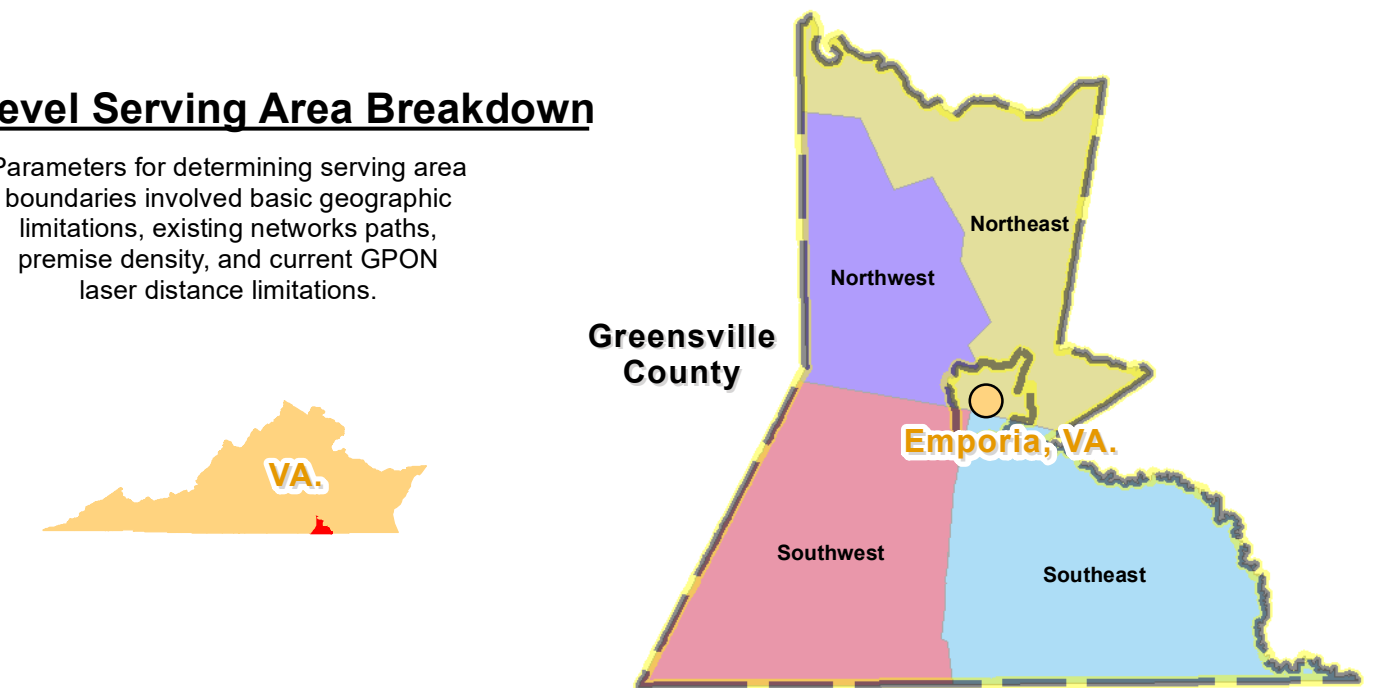 evel Serving Area Breakdown
Parameters for determining serving area
boundaries involved basic geographic
limitations, existing networks paths,
premise density, and current GPON
laser distance limitations.
VA.
Greensville
County
Northwest
Northeast
Emporia, VA.
Southwest
Southeast